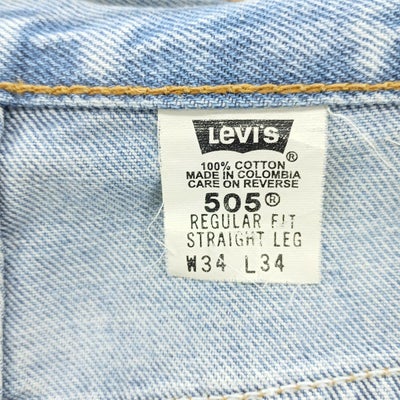 Levi's ®
100% COTTON
MADE IN COLOMBIA
CARE ON REVERSE
505®
REGULAR FIT
STRAIGHT LEG
W34 L34